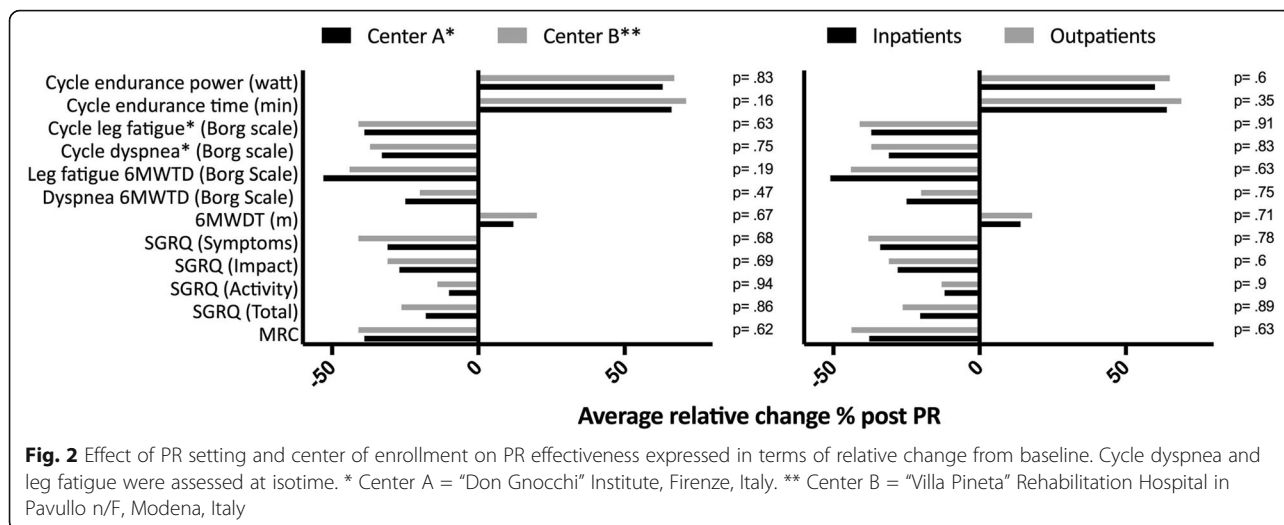 Center A* Center B** Inpatients Outpatients
Cycle endurance power (watt) p= .83 p= .6
Cycle endurance time (min) p= .16 p= .35
Cycle leg fatigue* (Borg scale) p= .63 p= .91
Cycle dyspnea* (Borg scale) p= .75 p= .83
Leg fatigue 6MWTD (Borg Scale) p= .19 p= .63
Dyspnea 6MWTD (Borg Scale) p= .47 p= .75
6MWDT (m) p= .67 p= .71
SGRQ (Symptoms) p= .68 p= .78
SGRQ (Impact) p= .69 p= .6
SGRQ (Activity) p= .94 p= .9
SGRQ (Total) p= .86 p= .89
MRC p= .62 p= .63
-50 0 50 -50 0 50
Average relative change % post PR
Fig. 2 Effect of PR setting and center of enrollment on PR effectiveness expressed in terms of relative change from baseline. Cycle dyspnea and
leg fatigue were assessed at isotime. * Center A = “Don Gnocchi” Institute, Firenze, Italy. ** Center B = “Villa Pineta” Rehabilitation Hospital in
Pavullo n/F, Modena, Italy